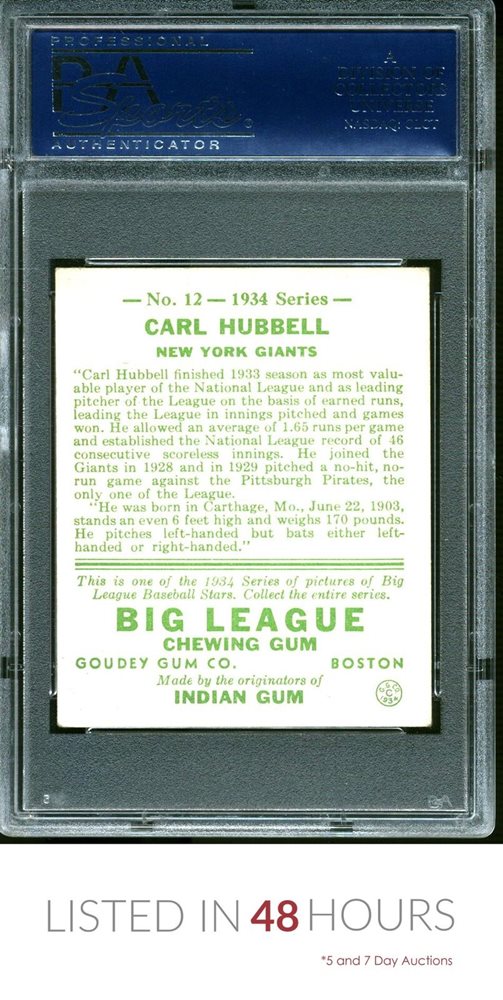 PROFESSIONAL
PSA
Sports
AUTHENTICATOR
A
DIVISION OF
COLLECTORS
UNIVERSE
NASDAQ: CLCT
— No. 12 — 1934 Series —
CARL HUBBELL
NEW YORK GIANTS
"Carl Hubbell finished 1933 season as most valu-
able player of the National League and as leading
pitcher of the League on the basis of earned runs,
leading the League in innings pitched and games
won. He allowed an average of 1.65 runs per game
and established the National League record of 46
consecutive scoreless innings. He joined the
Giants in 1928 and in 1929 pitched a no-hit, no-
run game against the Pittsburgh Pirates, the
only one of the League.
"He was born in Carthage, Mo., June 22, 1903,
stands an even 6 feet high and weighs 170 pounds.
He pitches left-handed but bats either left-
handed or right-handed."
This is one of the 1934 Series of pictures of Big
League Baseball Stars. Collect the entire series.
BIG LEAGUE
CHEWING GUM
GOUDEY GUM CO. BOSTON
Made by the originators of
INDIAN GUM
G.G.CO
C
1934
LISTED IN 48 HOURS
*5 and 7 Day Auctions